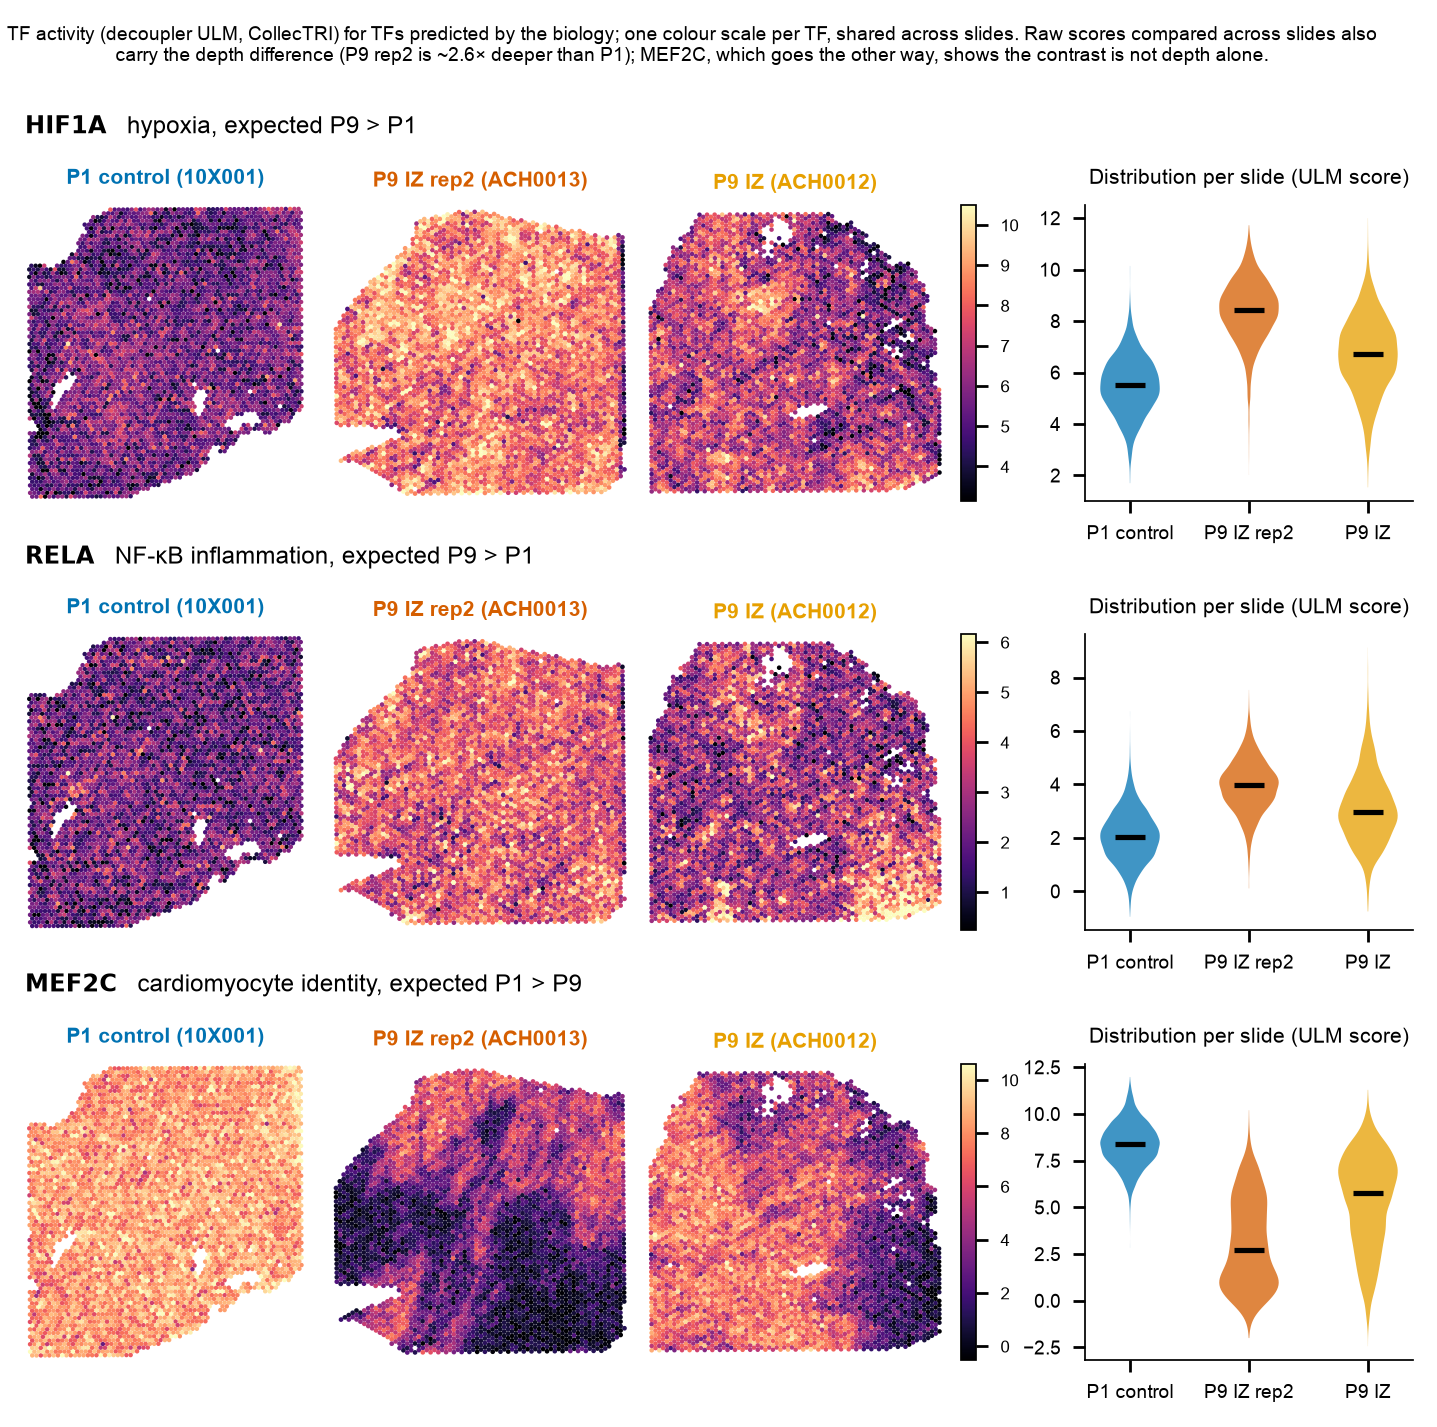 TF activity (decoupler ULM, CollecTRI) for TFs predicted by the biology; one colour scale per TF, shared across slides. Raw scores compared across slides also
carry the depth difference (P9 rep2 is ~2.6× deeper than P1); MEF2C, which goes the other way, shows the contrast is not depth alone.
HIF1A hypoxia, expected P9 > P1
P1 control (10X001)
P9 IZ rep2 (ACH0013)
P9 IZ (ACH0012)
10
9
8
7
6
5
4
Distribution per slide (ULM score)
12
10
8
6
4
2
P1 control
P9 IZ rep2
P9 IZ
RELA NF-κB inflammation, expected P9 > P1
P1 control (10X001)
P9 IZ rep2 (ACH0013)
P9 IZ (ACH0012)
6
5
4
3
2
1
Distribution per slide (ULM score)
8
6
4
2
0
P1 control
P9 IZ rep2
P9 IZ
MEF2C cardiomyocyte identity, expected P1 > P9
P1 control (10X001)
P9 IZ rep2 (ACH0013)
P9 IZ (ACH0012)
10
8
6
4
2
0
Distribution per slide (ULM score)
12.5
10.0
7.5
5.0
2.5
0.0
−2.5
P1 control
P9 IZ rep2
P9 IZ